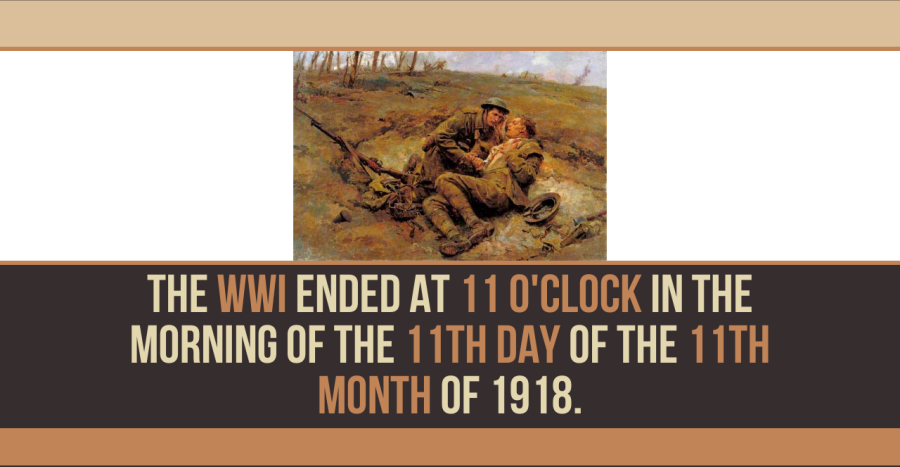 THE WWI ENDED AT 11 O'CLOCK IN THE
MORNING OF THE 11TH DAY OF THE 11TH
MONTH OF 1918.